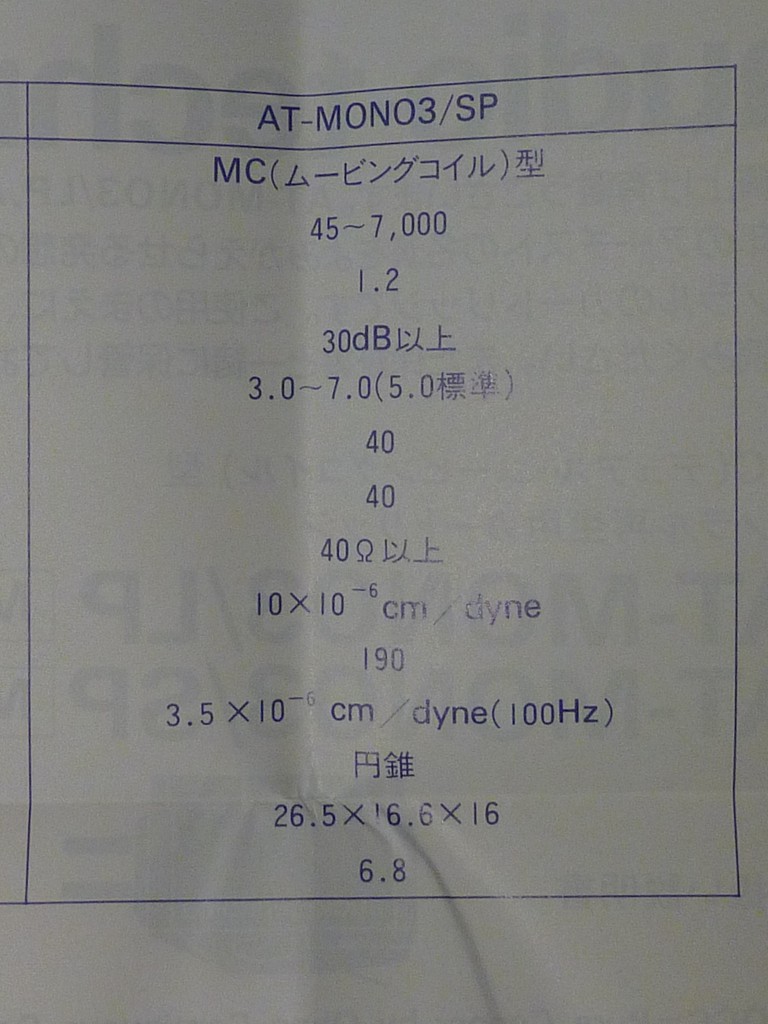 AT-MONO3/SP
MC(ムービングコイル)型
45～7,000
1.2
30dB以上
3.0～7.0(5.0標準)
40
40
40Ω以上
10×10⁻⁶cm/dyne
190
3.5×10⁻⁶ cm/dyne(100Hz)
円錐
26.5×16.6×16
6.8